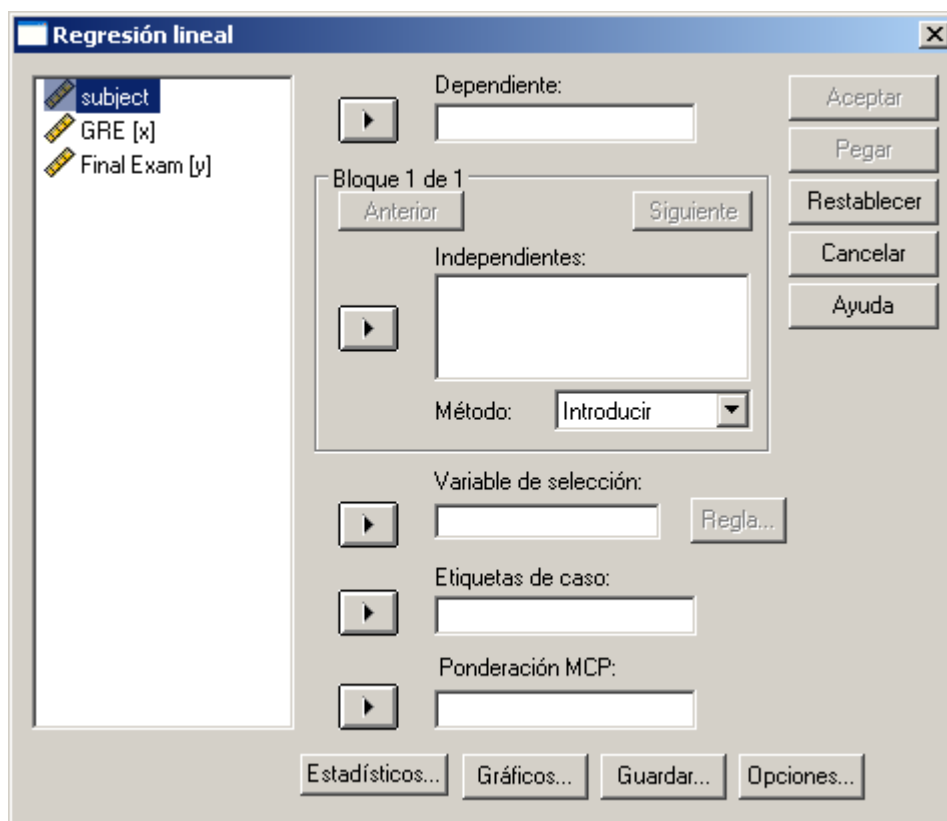 Regresión lineal
subject
GRE [x]
Final Exam [y]
Dependiente:
Bloque 1 de 1
Anterior
Siguiente
Independientes:
Método:
Introducir
Variable de selección:
Regla...
Etiquetas de caso:
Ponderación MCP:
Estadísticos...
Gráficos...
Guardar...
Opciones...
Aceptar
Pegar
Restablecer
Cancelar
Ayuda